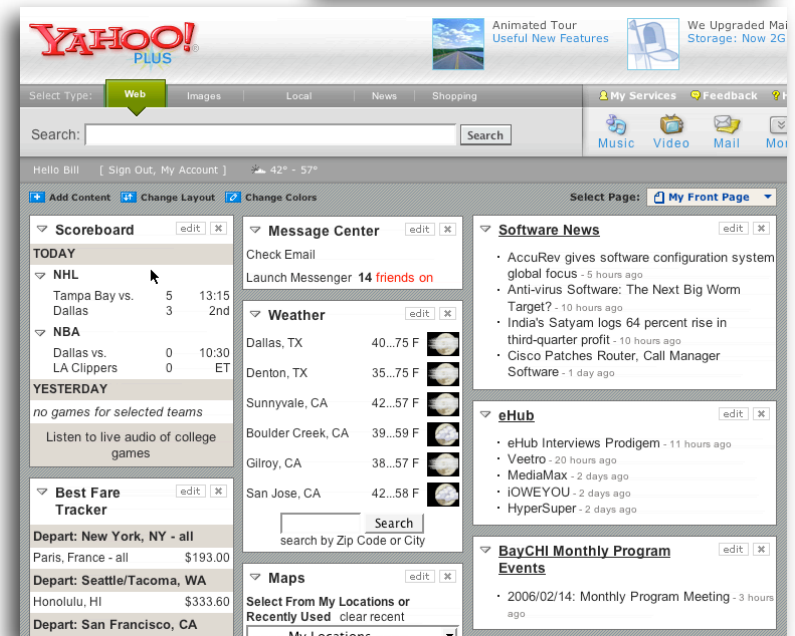 YAHOO!
PLUS
Animated Tour
Useful New Features
We Upgraded
Storage: Now
Select Type:
Web
Images
Local
News
Shopping
My Services
Feedback
Search:
Search
Music
Video
Mail
Hello Bill
[ Sign Out, My Account ]
42° - 57°
Add Content
Change Layout
Change Colors
Select Page:
My Front Page
Scoreboard
edit
TODAY
NHL
Tampa Bay vs. 5 13:15
Dallas 3 2nd
NBA
Dallas vs. 0 10:30
LA Clippers 0 ET
YESTERDAY
no games for selected teams
Listen to live audio of college
games
Best Fare
Tracker
edit
Depart: New York, NY - all
Paris, France - all $193.00
Depart: Seattle/Tacoma, WA
Honolulu, HI $333.60
Depart: San Francisco, CA
Message Center
edit
Check Email
Launch Messenger 14 friends on
Weather
edit
Dallas, TX 40...75 F
Denton, TX 35...75 F
Sunnyvale, CA 42...57 F
Boulder Creek, CA 39...59 F
Gilroy, CA 38...57 F
San Jose, CA 42...58 F
Search
search by Zip Code or City
Maps
edit
Select From My Locations or
Recently Used clear recent
My Locations
Software News
edit
· AccuRev gives software configuration system
global focus - 5 hours ago
· Anti-virus Software: The Next Big Worm
Target? - 10 hours ago
· India's Satyam logs 64 percent rise in
third-quarter profit - 10 hours ago
· Cisco Patches Router, Call Manager
Software - 1 day ago
eHub
edit
· eHub Interviews Prodigem - 11 hours ago
· Veetro - 20 hours ago
· MediaMax - 2 days ago
· iOWEYOU - 2 days ago
· HyperSuper - 2 days ago
BayCHI Monthly Program
Events
edit
· 2006/02/14: Monthly Program Meeting - 3 hours
ago